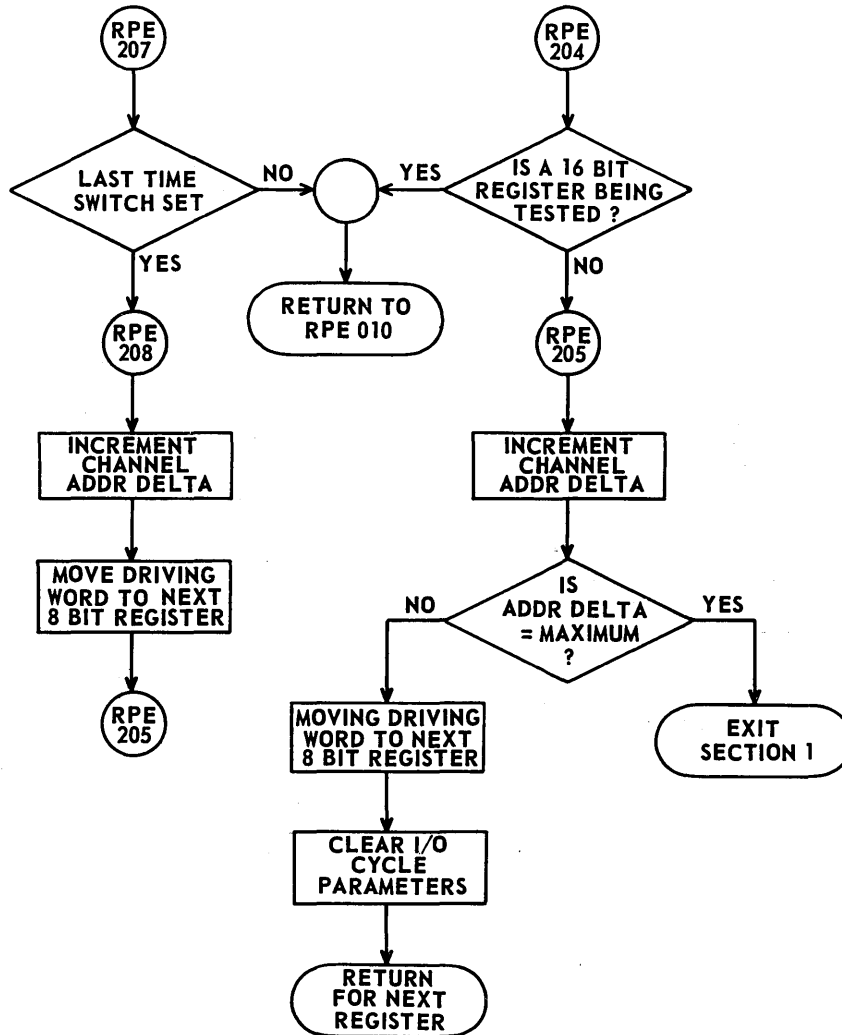 RPE
207
LAST TIME
SWITCH SET
NO
YES
RPE
208
INCREMENT
CHANNEL
ADDR DELTA
MOVE DRIVING
WORD TO NEXT
8 BIT REGISTER
RPE
205
RETURN TO
RPE 010
RPE
204
IS A 16 BIT
REGISTER BEING
TESTED ?
YES
NO
RPE
205
INCREMENT
CHANNEL
ADDR DELTA
IS
ADDR DELTA
= MAXIMUM
?
NO
YES
MOVING DRIVING
WORD TO NEXT
8 BIT REGISTER
CLEAR I/O
CYCLE
PARAMETERS
RETURN
FOR NEXT
REGISTER
EXIT
SECTION 1